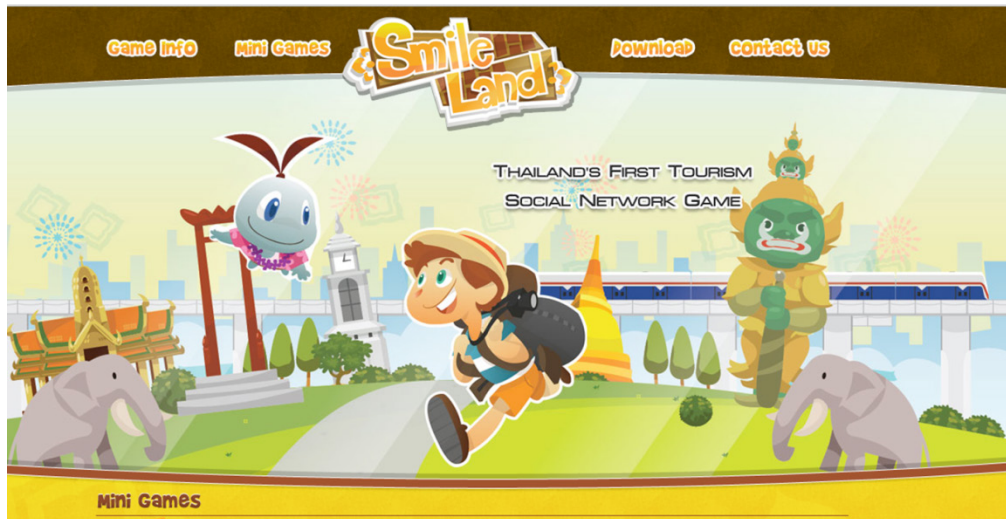 Game Info
Mini Games
Smile
Land
Download
Contact Us
Thailand's First Tourism
Social Network Game
Mini Games